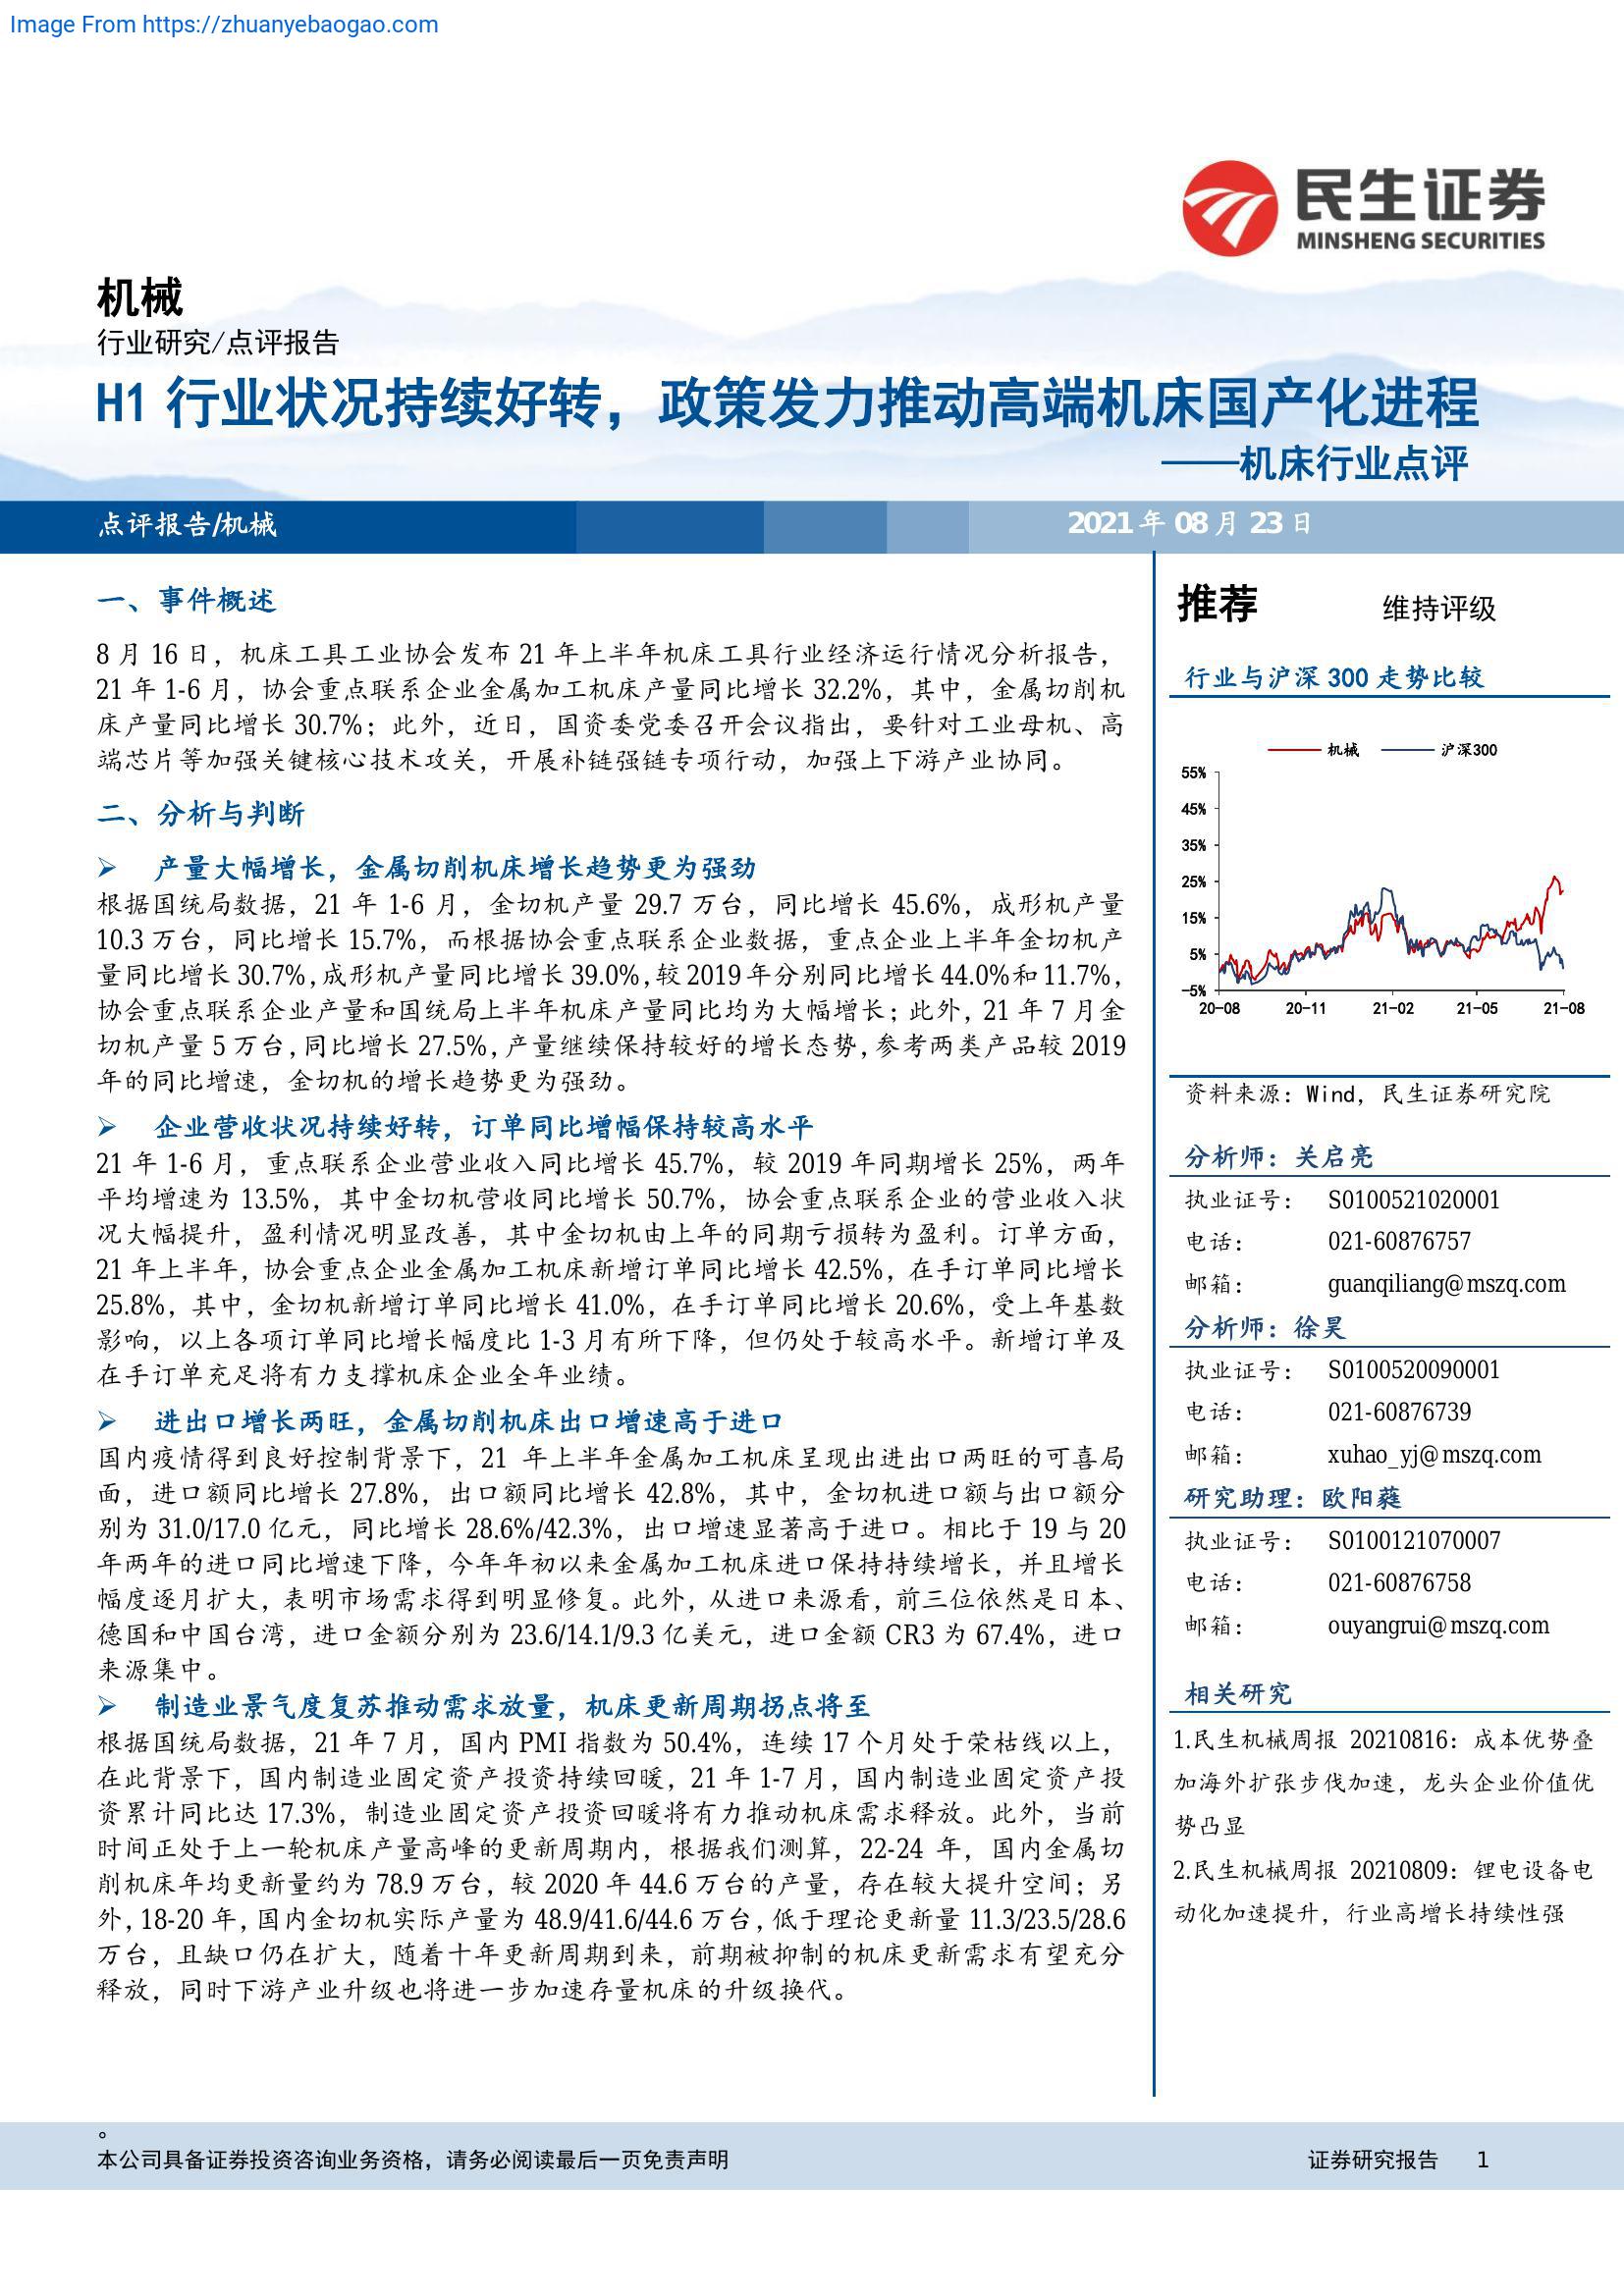 Image From https://zhuanyebaogao.com
民生证券
MINSHENG SECURITIES
机械
行业研究/点评报告
H1 行业状况持续好转，政策发力推动高端机床国产化进程
——机床行业点评
点评报告/机械
2021 年 08 月 23 日
一、事件概述
8 月 16 日，机床工具工业协会发布 21 年上半年机床工具行业经济运行情况分析报告，
21 年 1-6 月，协会重点联系企业金属加工机床产量同比增长 32.2%，其中，金属切削机
床产量同比增长 30.7%；此外，近日，国资委党委召开会议指出，要针对工业母机、高
端芯片等加强关键核心技术攻关，开展补链强链专项行动，加强上下游产业协同。
二、分析与判断
➢ 产量大幅增长，金属切削机床增长趋势更为强劲
根据国统局数据，21 年 1-6 月，金切机产量 29.7 万台，同比增长 45.6%，成形机产量
10.3 万台，同比增长 15.7%，而根据协会重点联系企业数据，重点企业上半年金切机产
量同比增长 30.7%，成形机产量同比增长 39.0%，较 2019 年分别同比增长 44.0%和 11.7%，
协会重点联系企业产量和国统局上半年机床产量同比均为大幅增长；此外，21 年 7 月金
切机产量 5 万台，同比增长 27.5%，产量继续保持较好的增长态势，参考两类产品较 2019
年的同比增速，金切机的增长趋势更为强劲。
➢ 企业营收状况持续好转，订单同比增幅保持较高水平
21 年 1-6 月，重点联系企业营业收入同比增长 45.7%，较 2019 年同期增长 25%，两年
平均增速为 13.5%，其中金切机营收同比增长 50.7%，协会重点联系企业的营业收入状
况大幅提升，盈利情况明显改善，其中金切机由上年的同期亏损转为盈利。订单方面，
21 年上半年，协会重点企业金属加工机床新增订单同比增长 42.5%，在手订单同比增长
25.8%，其中，金切机新增订单同比增长 41.0%，在手订单同比增长 20.6%，受上年基数
影响，以上各项订单同比增长幅度比 1-3 月有所下降，但仍处于较高水平。新增订单及
在手订单充足将有力支撑机床企业全年业绩。
➢ 进出口增长两旺，金属切削机床出口增速高于进口
国内疫情得到良好控制背景下，21 年上半年金属加工机床呈现出进出口两旺的可喜局
面，进口额同比增长 27.8%，出口额同比增长 42.8%，其中，金切机进口额与出口额分
别为 31.0/17.0 亿元，同比增长 28.6%/42.3%，出口增速显著高于进口。相比于 19 与 20
年两年的进口同比增速下降，今年年初以来金属加工机床进口保持持续增长，并且增长
幅度逐月扩大，表明市场需求得到明显修复。此外，从进口来源看，前三位依然是日本、
德国和中国台湾，进口金额分别为 23.6/14.1/9.3 亿美元，进口金额 CR3 为 67.4%，进口
来源集中。
➢ 制造业景气度复苏推动需求放量，机床更新周期拐点将至
根据国统局数据，21 年 7 月，国内 PMI 指数为 50.4%，连续 17 个月处于荣枯线以上，
在此背景下，国内制造业固定资产投资持续回暖，21 年 1-7 月，国内制造业固定资产投
资累计同比达 17.3%，制造业固定资产投资回暖将有力推动机床需求释放。此外，当前
时间正处于上一轮机床产量高峰的更新周期内，根据我们测算，22-24 年，国内金属切
削机床年均更新量约为 78.9 万台，较 2020 年 44.6 万台的产量，存在较大提升空间；另
外，18-20 年，国内金切机实际产量为 48.9/41.6/44.6 万台，低于理论更新量 11.3/23.5/28.6
万台，且缺口仍在扩大，随着十年更新周期到来，前期被抑制的机床更新需求有望充分
释放，同时下游产业升级也将进一步加速存量机床的升级换代。
推荐 维持评级
行业与沪深 300 走势比较
机械 沪深300
55%
45%
35%
25%
15%
5%
-5%
20-08 20-11 21-02 21-05 21-08
资料来源：Wind，民生证券研究院
分析师：关启亮
执业证号： S0100521020001
电话： 021-60876757
邮箱： guanqiliang@mszq.com
分析师：徐昊
执业证号： S0100520090001
电话： 021-60876739
邮箱： xuhao_yj@mszq.com
研究助理：欧阳蕤
执业证号： S0100121070007
电话： 021-60876758
邮箱： ouyangrui@mszq.com
相关研究
1.民生机械周报 20210816：成本优势叠
加海外扩张步伐加速，龙头企业价值优
势凸显
2.民生机械周报 20210809：锂电设备电
动化加速提升，行业高增长持续性强
。
本公司具备证券投资咨询业务资格，请务必阅读最后一页免责声明
证券研究报告 1